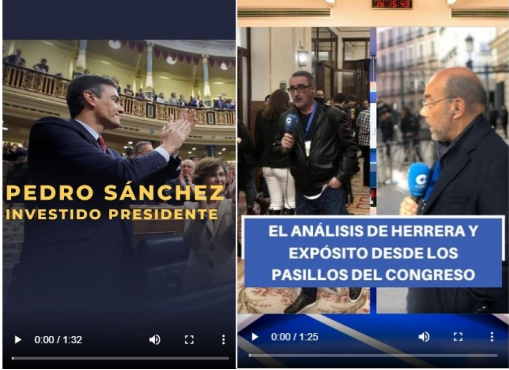 PEDRO SÁNCHEZ
INVESTIDO PRESIDENTE
0:00 / 1:32
EL ANÁLISIS DE HERRERA Y
EXPÓSITO DESDE LOS
PASILLOS DEL CONGRESO
0:00 / 1:25